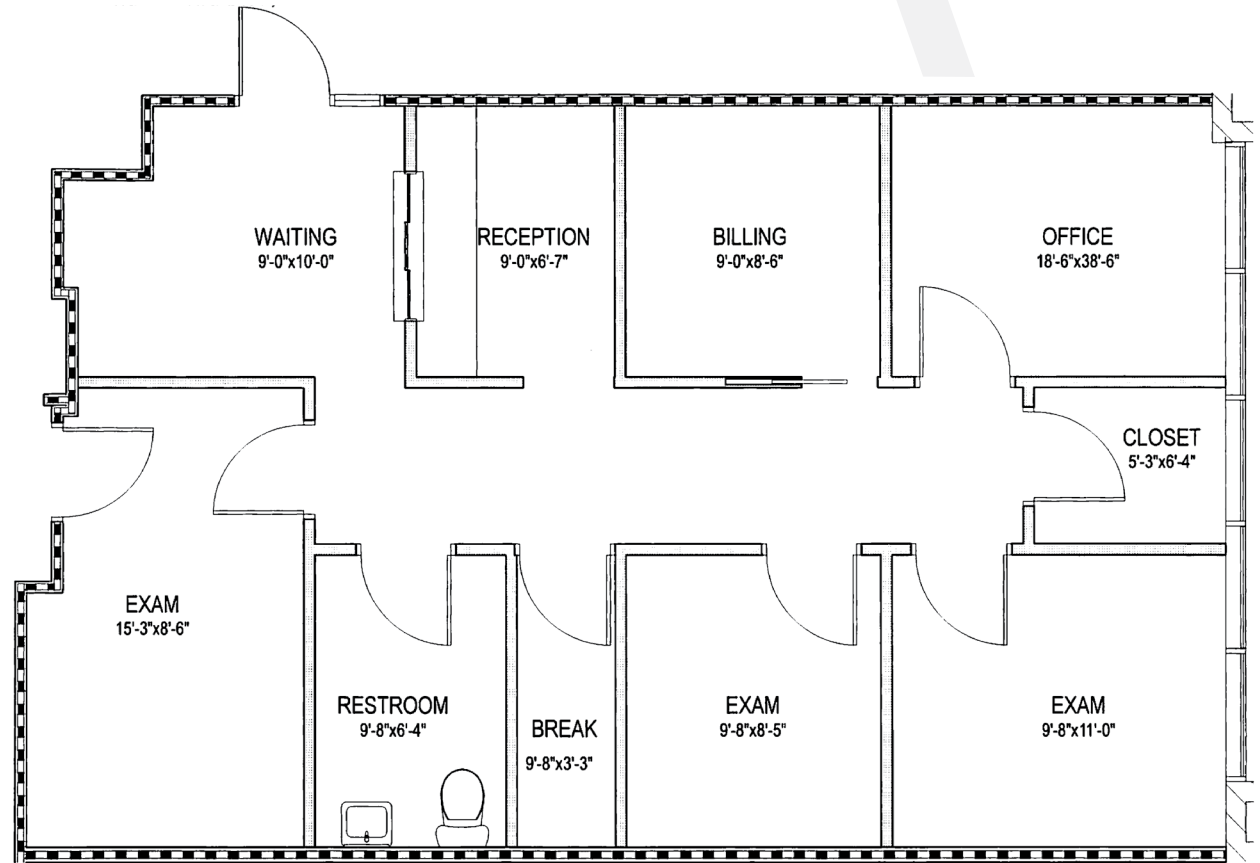 WAITING
9'-0"x10'-0"
RECEPTION
9'-0"x6'-7"
BILLING
9'-0"x8'-6"
OFFICE
18'-6"x38'-6"
CLOSET
5'-3"x6'-4"
EXAM
15'-3"x8'-6"
RESTROOM
9'-8"x6'-4"
BREAK
9'-8"x3'-3"
EXAM
9'-8"x8'-5"
EXAM
9'-8"x11'-0"